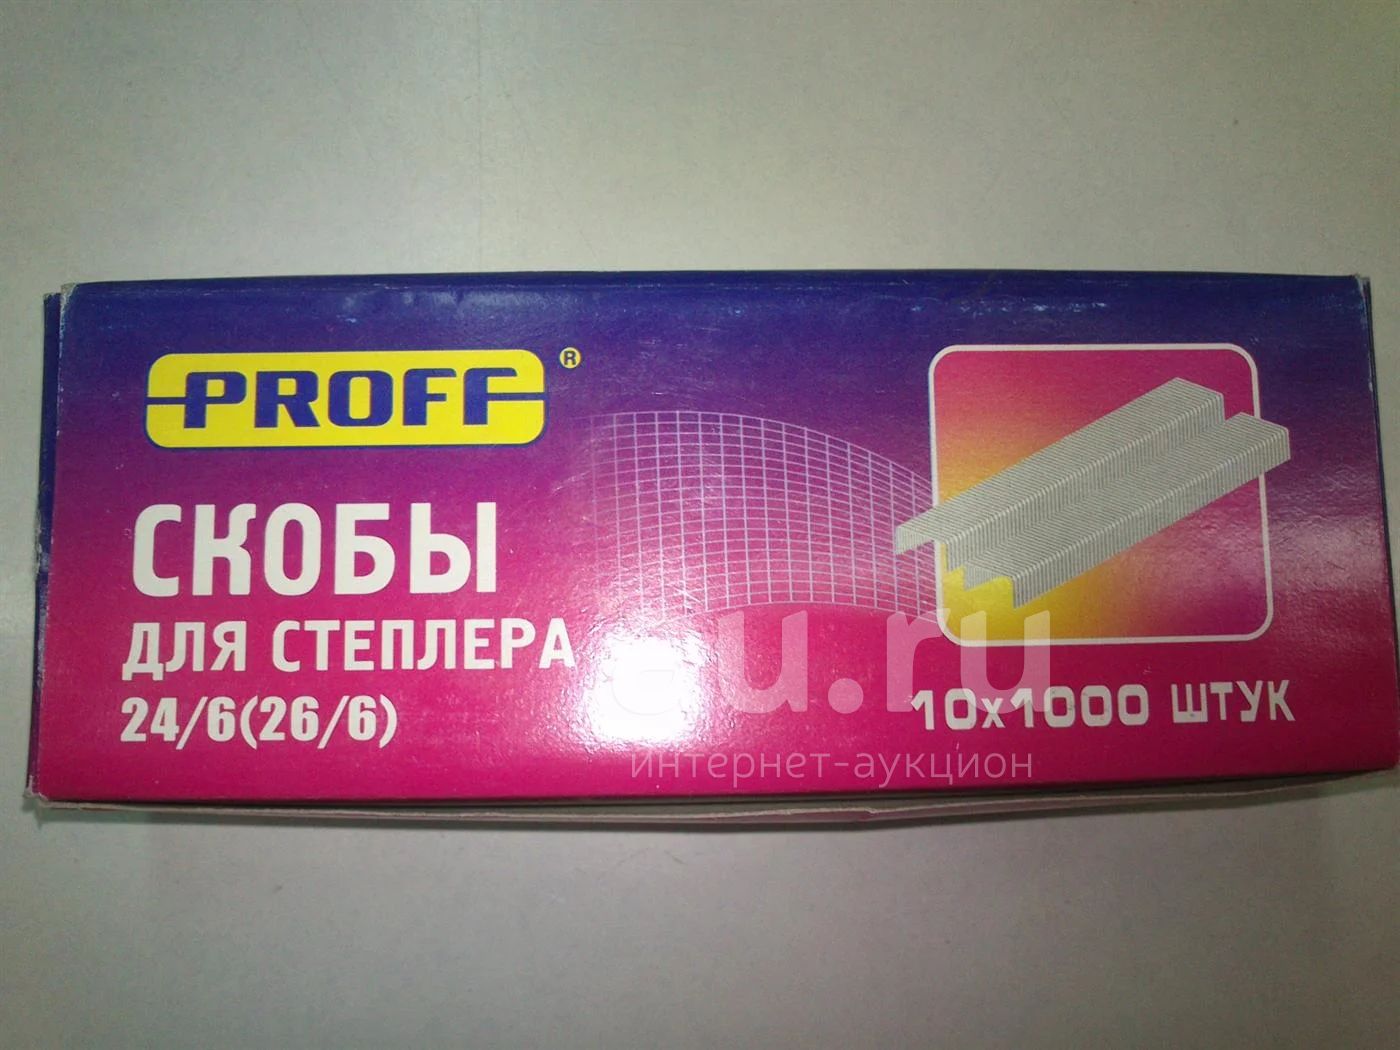 PROFF ®
СКОБЫ
ДЛЯ СТЕПЛЕРА
24/6(26/6)
10x1000 ШТУК
au.ru
интернет-аукцион